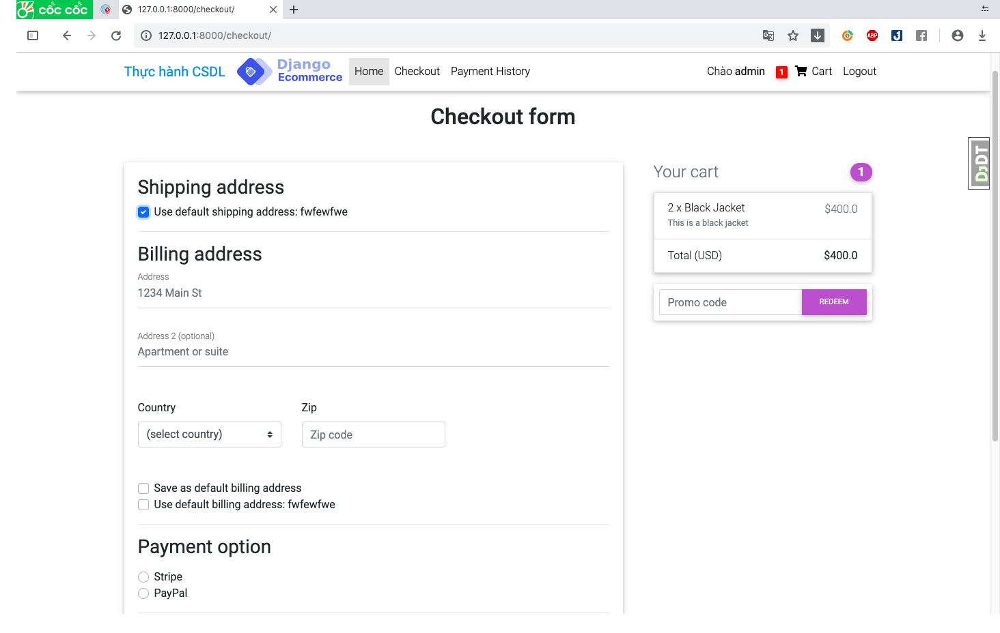 cốc cốc
127.0.0.1:8000/checkout/
127.0.0.1:8000/checkout/
ABP
Thực hành CSDL
Django
Ecommerce
Home
Checkout
Payment History
Chào admin
1
Cart
Logout
Checkout form
DjDT
Shipping address
Use default shipping address: fwfewfwe
Billing address
Address
1234 Main St
Address 2 (optional)
Apartment or suite
Country
Zip
(select country)
Zip code
Save as default billing address
Use default billing address: fwfewfwe
Payment option
Stripe
PayPal
Your cart
1
2 x Black Jacket
$400.0
This is a black jacket
Total (USD)
$400.0
Promo code
REDEEM